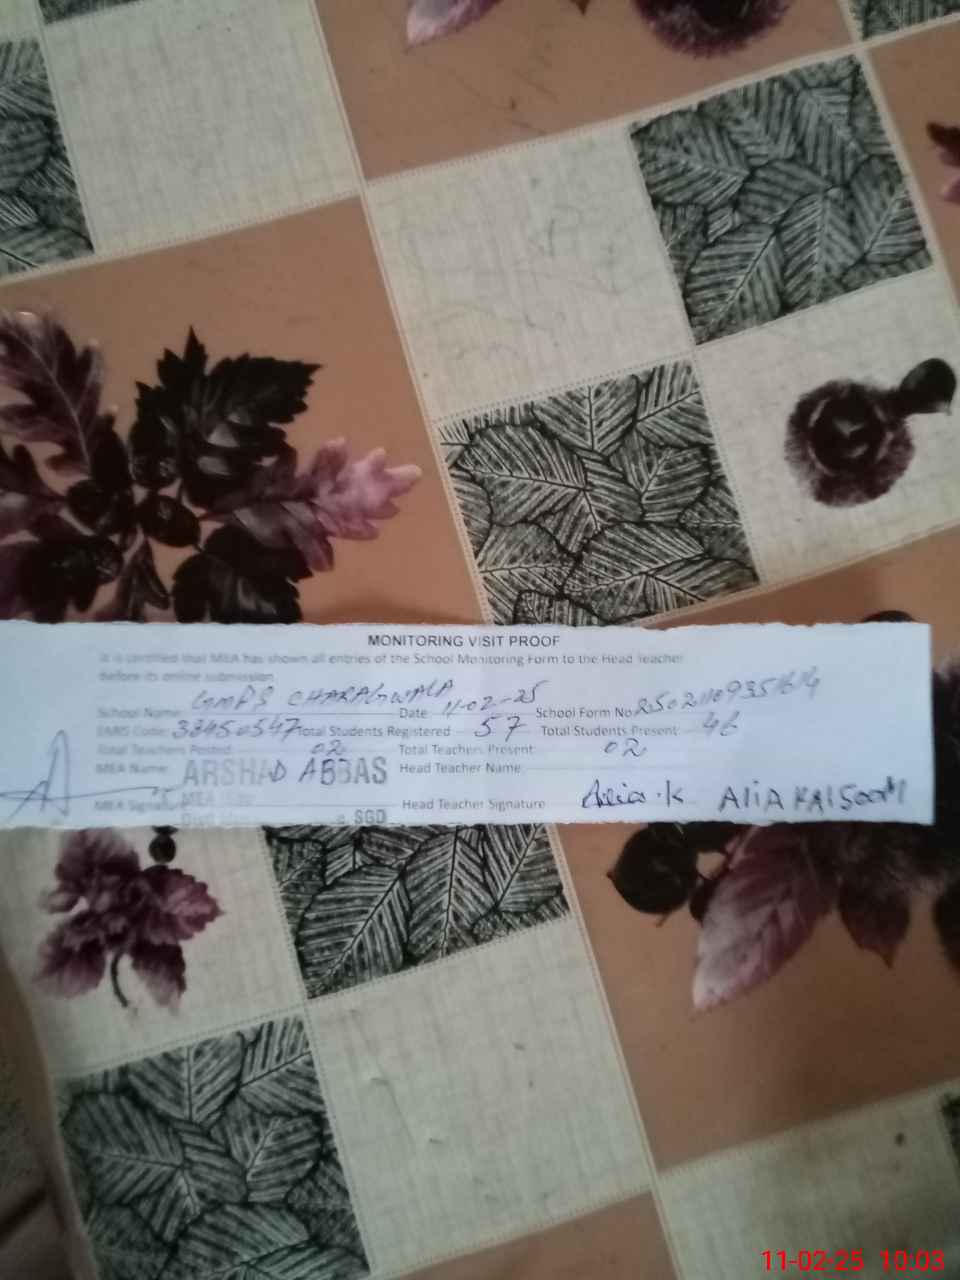 MONITORING VISIT PROOF
It is certified that MEA has shown all entries of the School Monitoring Form to the Head Teacher
before its online submission.
School Name: GMPS CHARAGWALA Date 11-02-25 School Form No
EMIS Code: 38450547 Total Students Registered 57 Total Students Present: 46
Total Teachers Posted: 02 Total Teachers Present: 02
MEA Name: ARSHAD ABBAS Head Teacher Name:
MEA Signature Head Teacher Signature Alia.K ALIA KALSOOM
MEA
SGD
11-02-25 10:03